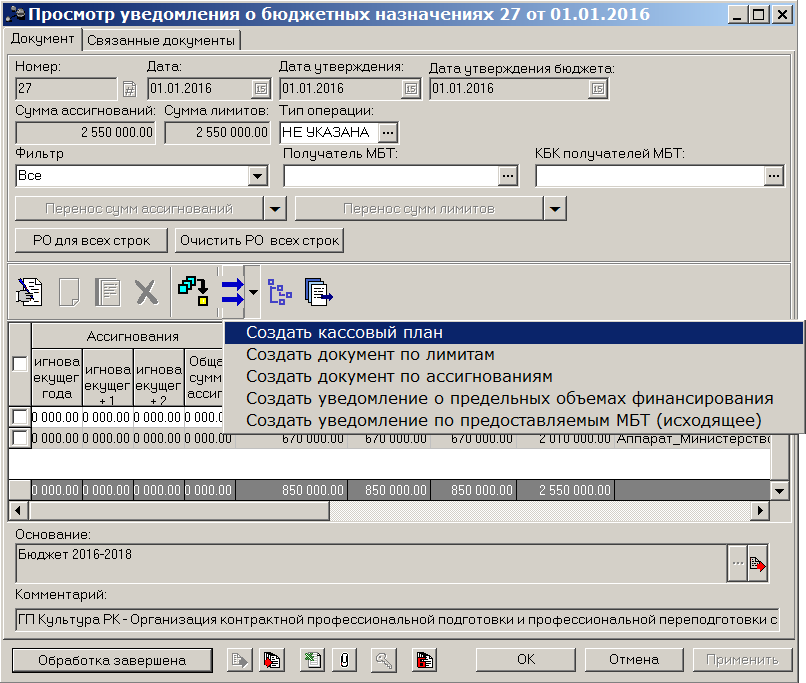 Просмотр уведомления о бюджетных назначениях 27 от 01.01.2016
Документ Связанные документы
Номер: Дата: Дата утверждения: Дата утверждения бюджета:
27 01.01.2016 01.01.2016 01.01.2016
Сумма ассигнований: Сумма лимитов: Тип операции:
2 550 000.00 2 550 000.00 НЕ УКАЗАНА ...
Фильтр Получатель МБТ: КБК получателей МБТ:
Все ... ...
Перенос сумм ассигнований Перенос сумм лимитов
РО для всех строк Очистить РО всех строк
Создать кассовый план
Создать документ по лимитам
Создать документ по ассигнованиям
Создать уведомление о предельных объемах финансирования
Создать уведомление по предоставляемым МБТ (исходящее)
Ассигнования
игнова игнова игнова Обща
екущег екущег екущег сумм
года + 1 + 2 ассиг
0 000.00 0 000.00 0 000.00 0 000.0
0 000.00 0 000.00 0 000.00 0 000.00 670 000.00 670 000.00 670 000.00 2 010 000.00 Аппарат_Министерство
0 000.00 0 000.00 0 000.00 0 000.00 850 000.00 850 000.00 850 000.00 2 550 000.00
Основание:
Бюджет 2016-2018 ...
Комментарий:
ГП Культура РК - Организация контрактной профессиональной подготовки и профессиональной переподготовки с
Обработка завершена OK Отмена Применить